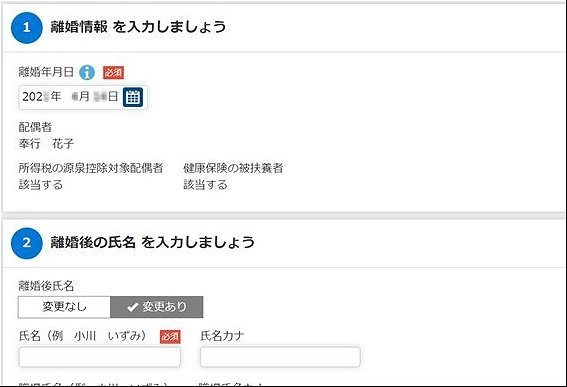 1 離婚情報 を入力しましょう
離婚年月日 i 必須
202 年 月 日
配偶者
奉行 花子
所得税の源泉控除対象配偶者 健康保険の被扶養者
該当する 該当する
2 離婚後の氏名 を入力しましょう
離婚後氏名
変更なし 変更あり
氏名（例 小川 いずみ） 必須 氏名カナ